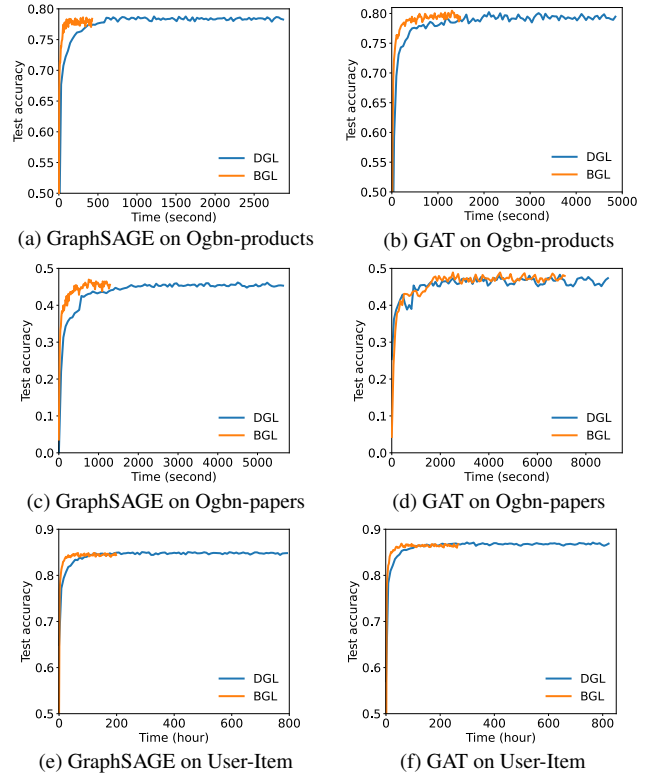 0.80
0.75
0.70
0.65
0.60
0.55
0.50
Test accuracy
DGL
BGL
0 500 1000 1500 2000 2500
Time (second)
(a) GraphSAGE on Ogbn-products
0.80
0.75
0.70
0.65
0.60
0.55
0.50
Test accuracy
DGL
BGL
0 1000 2000 3000 4000 5000
Time (second)
(b) GAT on Ogbn-products
0.5
0.4
0.3
0.2
0.1
0.0
Test accuracy
DGL
BGL
0 1000 2000 3000 4000 5000
Time (second)
(c) GraphSAGE on Ogbn-papers
0.5
0.4
0.3
0.2
0.1
0.0
Test accuracy
DGL
BGL
0 2000 4000 6000 8000
Time (second)
(d) GAT on Ogbn-papers
0.9
0.8
0.7
0.6
0.5
Test accuracy
DGL
BGL
0 200 400 600 800
Time (hour)
(e) GraphSAGE on User-Item
0.9
0.8
0.7
0.6
0.5
Test accuracy
DGL
BGL
0 200 400 600 800
Time (hour)
(f) GAT on User-Item